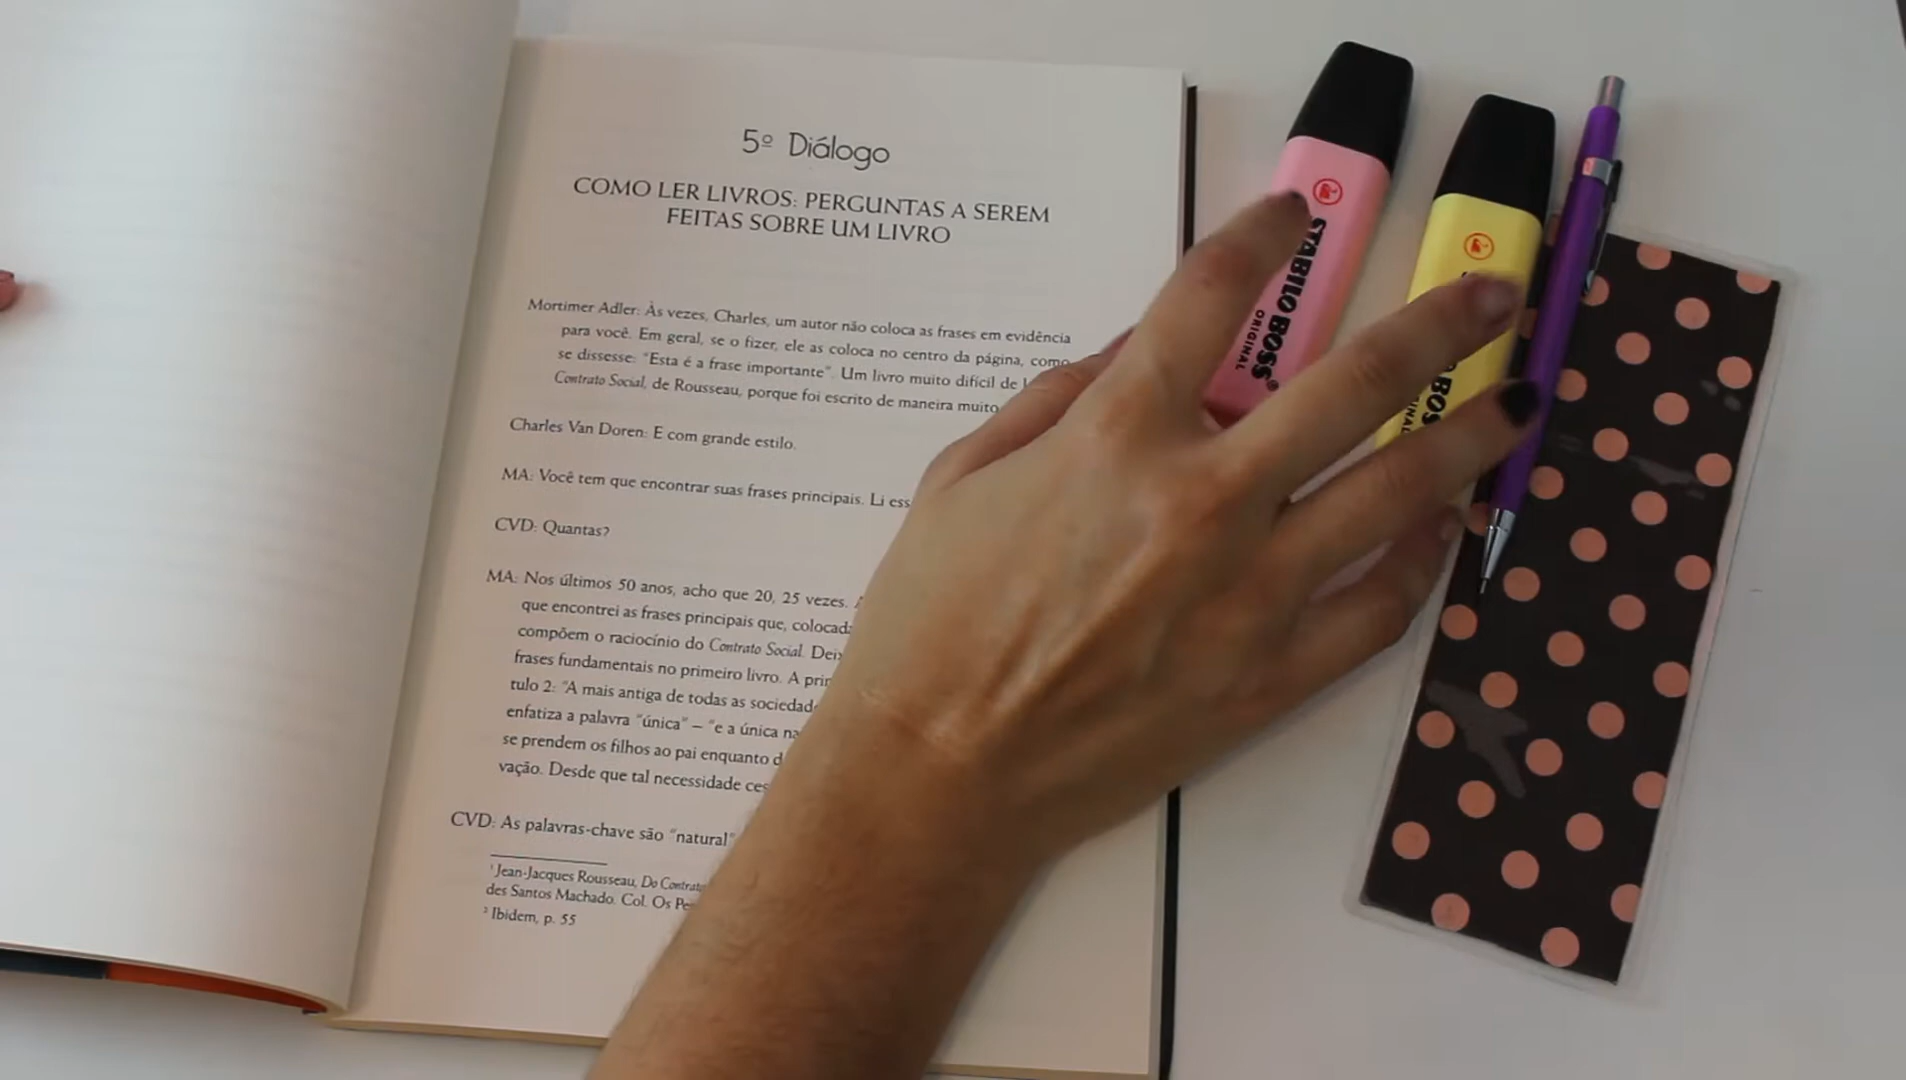 5º Diálogo
COMO LER LIVROS: PERGUNTAS A SEREM
FEITAS SOBRE UM LIVRO
Mortimer Adler: Às vezes, Charles, um autor não coloca as frases em evidência
para você. Em geral, se o fizer, ele as coloca no centro da página, como
se dissesse: "Esta é a frase importante". Um livro muito difícil de
Contrato Social, de Rousseau, porque foi escrito de maneira muito
Charles Van Doren: E com grande estilo.
MA: Você tem que encontrar suas frases principais. Li
CVD: Quantas?
MA: Nos últimos 50 anos, acho que 20, 25 vezes.
que encontrei as frases principais que,
compõem o raciocínio do Contrato Social.
frases fundamentais no primeiro livro. A
tulo 2: "A mais antiga de todas as
enfatiza a palavra "única" – "e a única
se prendem os filhos ao pai enquanto
vação. Desde que tal necessidade
CVD: As palavras-chave são "natural"
¹ Jean-Jacques Rousseau, Do
des Santos Machado. Col. Os
² Ibidem, p. 55
STABILO BOSS®
ORIGINAL